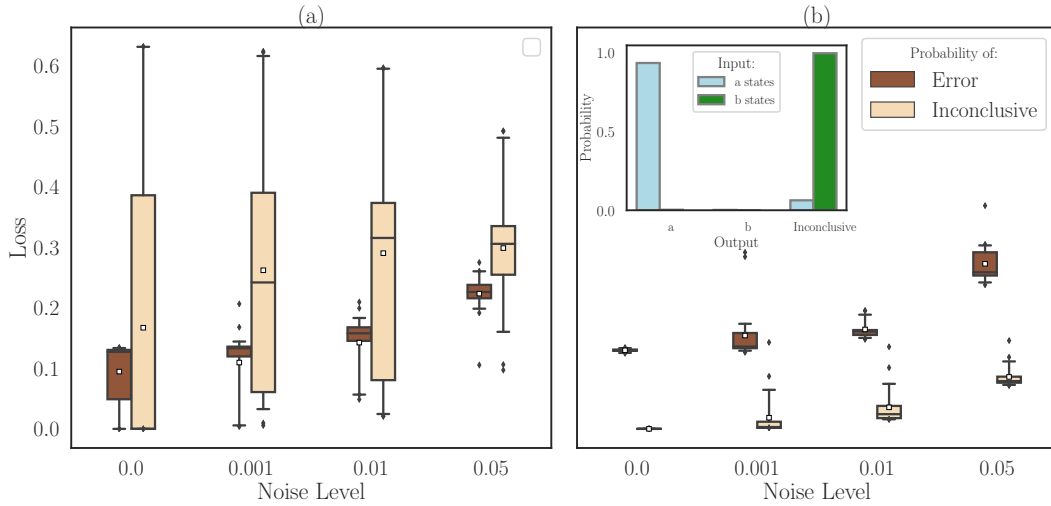 (a)
0.6
0.5
0.4
0.3
0.2
0.1
0.0
Loss
0.0 0.001 0.01 0.05
Noise Level
(b)
1.0
0.5
0.0
Probability
Input:
a states
b states
a b Inconclusive
Output
Probability of:
Error
Inconclusive
0.0 0.001 0.01 0.05
Noise Level